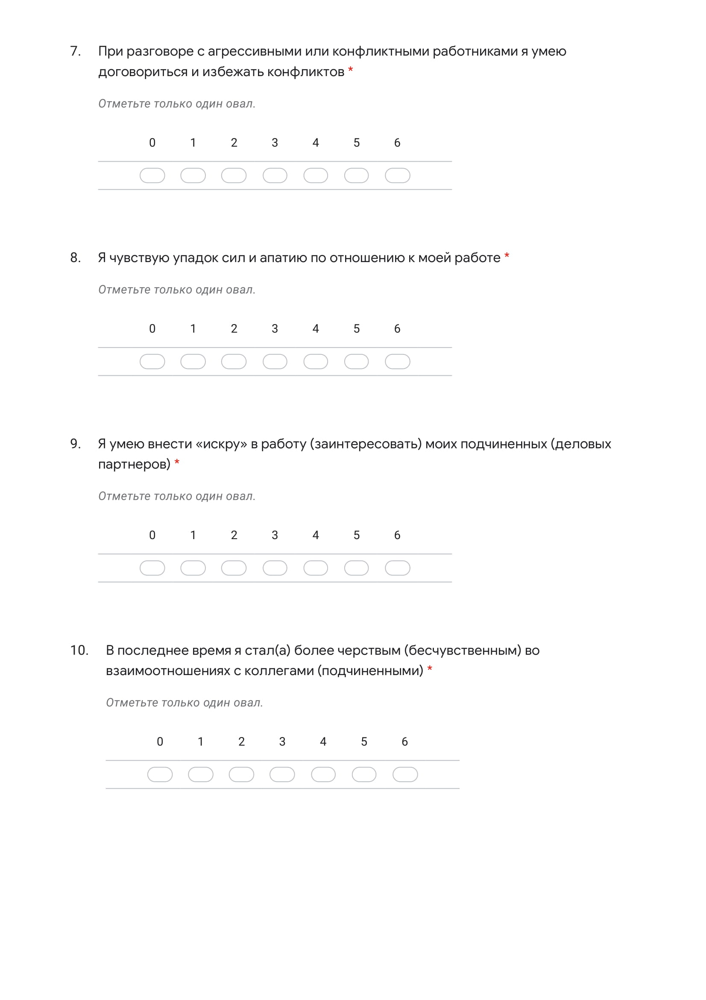 7. При разговоре с агрессивными или конфликтными работниками я умею
договориться и избежать конфликтов *
Отметьте только один овал.
0 1 2 3 4 5 6
8. Я чувствую упадок сил и апатию по отношению к моей работе *
Отметьте только один овал.
0 1 2 3 4 5 6
9. Я умею внести «искру» в работу (заинтересовать) моих подчиненных (деловых
партнеров) *
Отметьте только один овал.
0 1 2 3 4 5 6
10. В последнее время я стал(а) более черствым (бесчувственным) во
взаимоотношениях с коллегами (подчиненными) *
Отметьте только один овал.
0 1 2 3 4 5 6